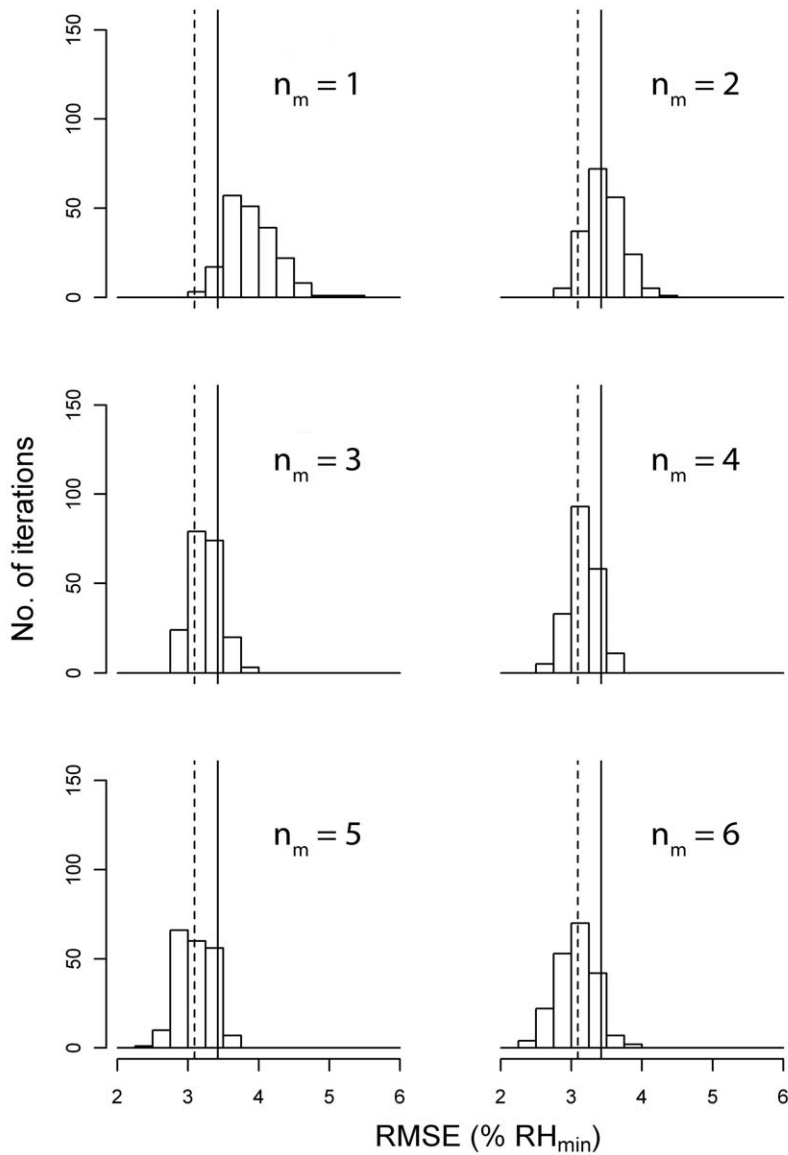 150
100
50
0
n_m = 1
n_m = 2
150
100
50
0
n_m = 3
n_m = 4
No. of iterations
150
100
50
0
n_m = 5
n_m = 6
2 3 4 5 6
2 3 4 5 6
RMSE (% RH_min)